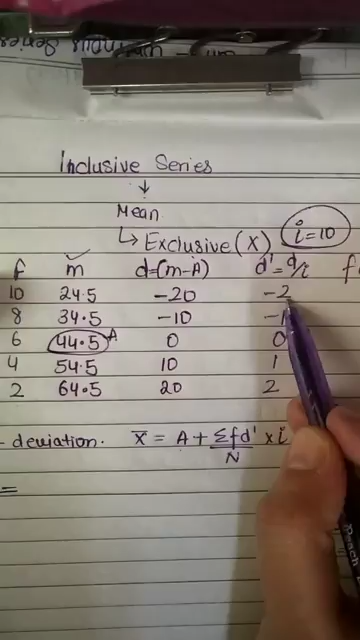 Inclusive Series
↓
Mean
↳ Exclusive (X) i=10
f m d=(m-A) d'=d/i f
10 24.5 -20 -2
8 34.5 -10 -1
6 44.5 A 0 0
4 54.5 10 1
2 64.5 20 2
- deviation. X̄ = A + Σfd'/N × i
=